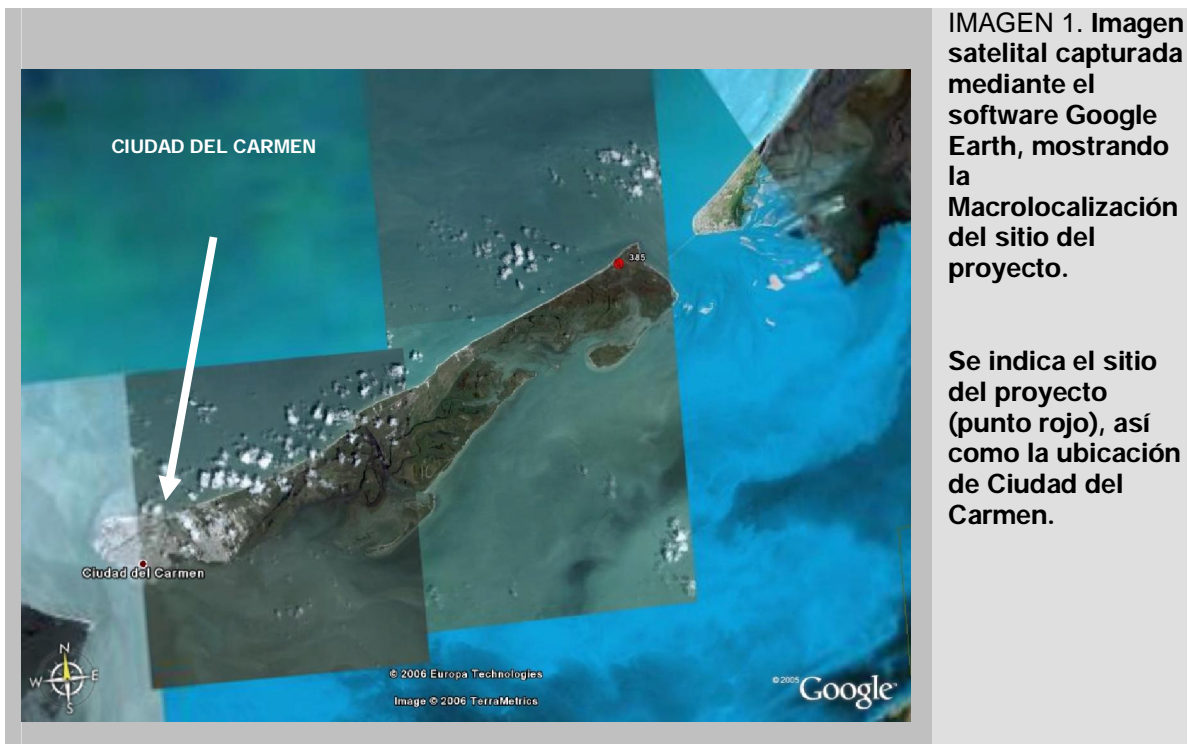 IMAGEN 1. Imagen
satelital capturada
mediante el
software Google
Earth, mostrando
la
Macrolocalización
del sitio del
proyecto.
Se indica el sitio
del proyecto
(punto rojo), así
como la ubicación
de Ciudad del
Carmen.
CIUDAD DEL CARMEN
385
Ciudad del Carmen
N
W E
S
© 2006 Europa Technologies
Image © 2006 TerraMetrics
© 2005 Google